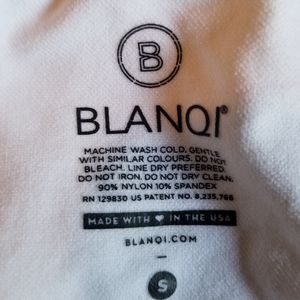 B
BLANQI®
MACHINE WASH COLD. GENTLE
WITH SIMILAR COLOURS. DO NOT
BLEACH. LINE DRY PREFERRED.
DO NOT IRON. DO NOT DRY CLEAN.
90% NYLON 10% SPANDEX
RN 129830 US PATENT NO. 8,235,766
MADE WITH ♥ IN THE USA
BLANQI.COM
S